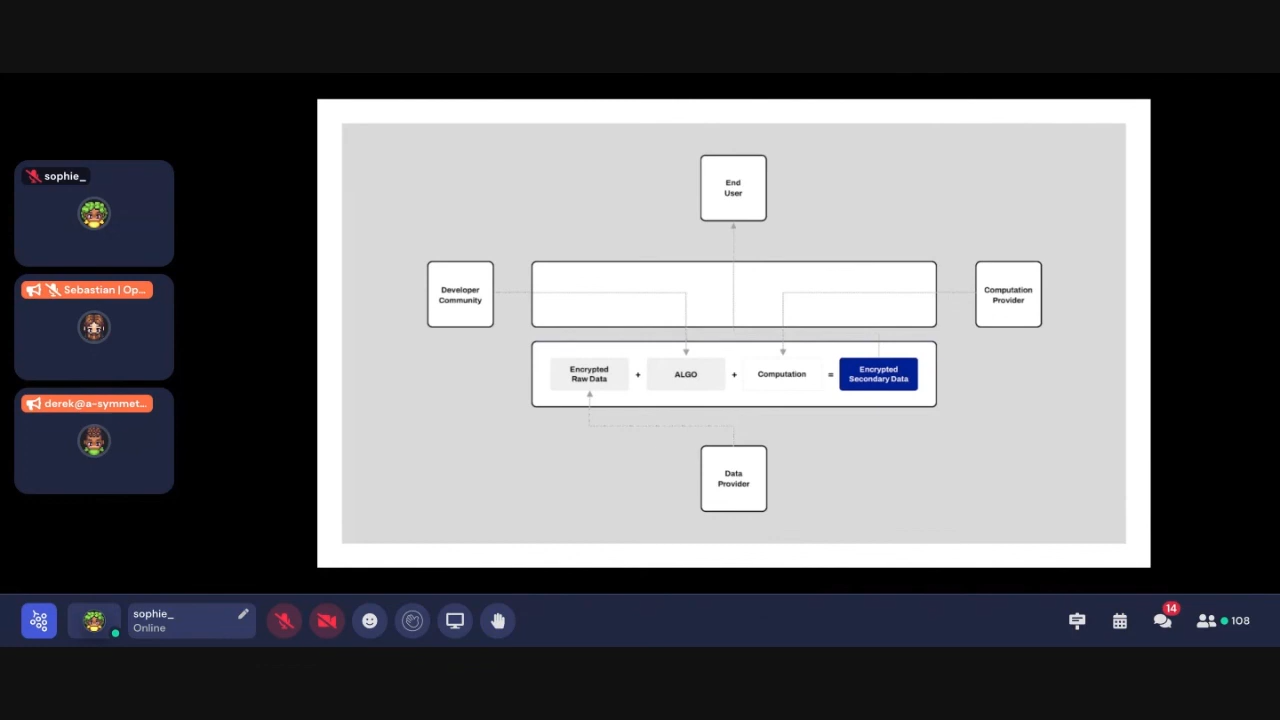 sophie_
Sebastian | Op...
derek@a-symmet...
End
User
Developer
Community
Computation
Provider
Encrypted
Raw Data
+
ALGO
+
Computation
=
Encrypted
Secondary Data
Data
Provider
sophie_
Online
14
108